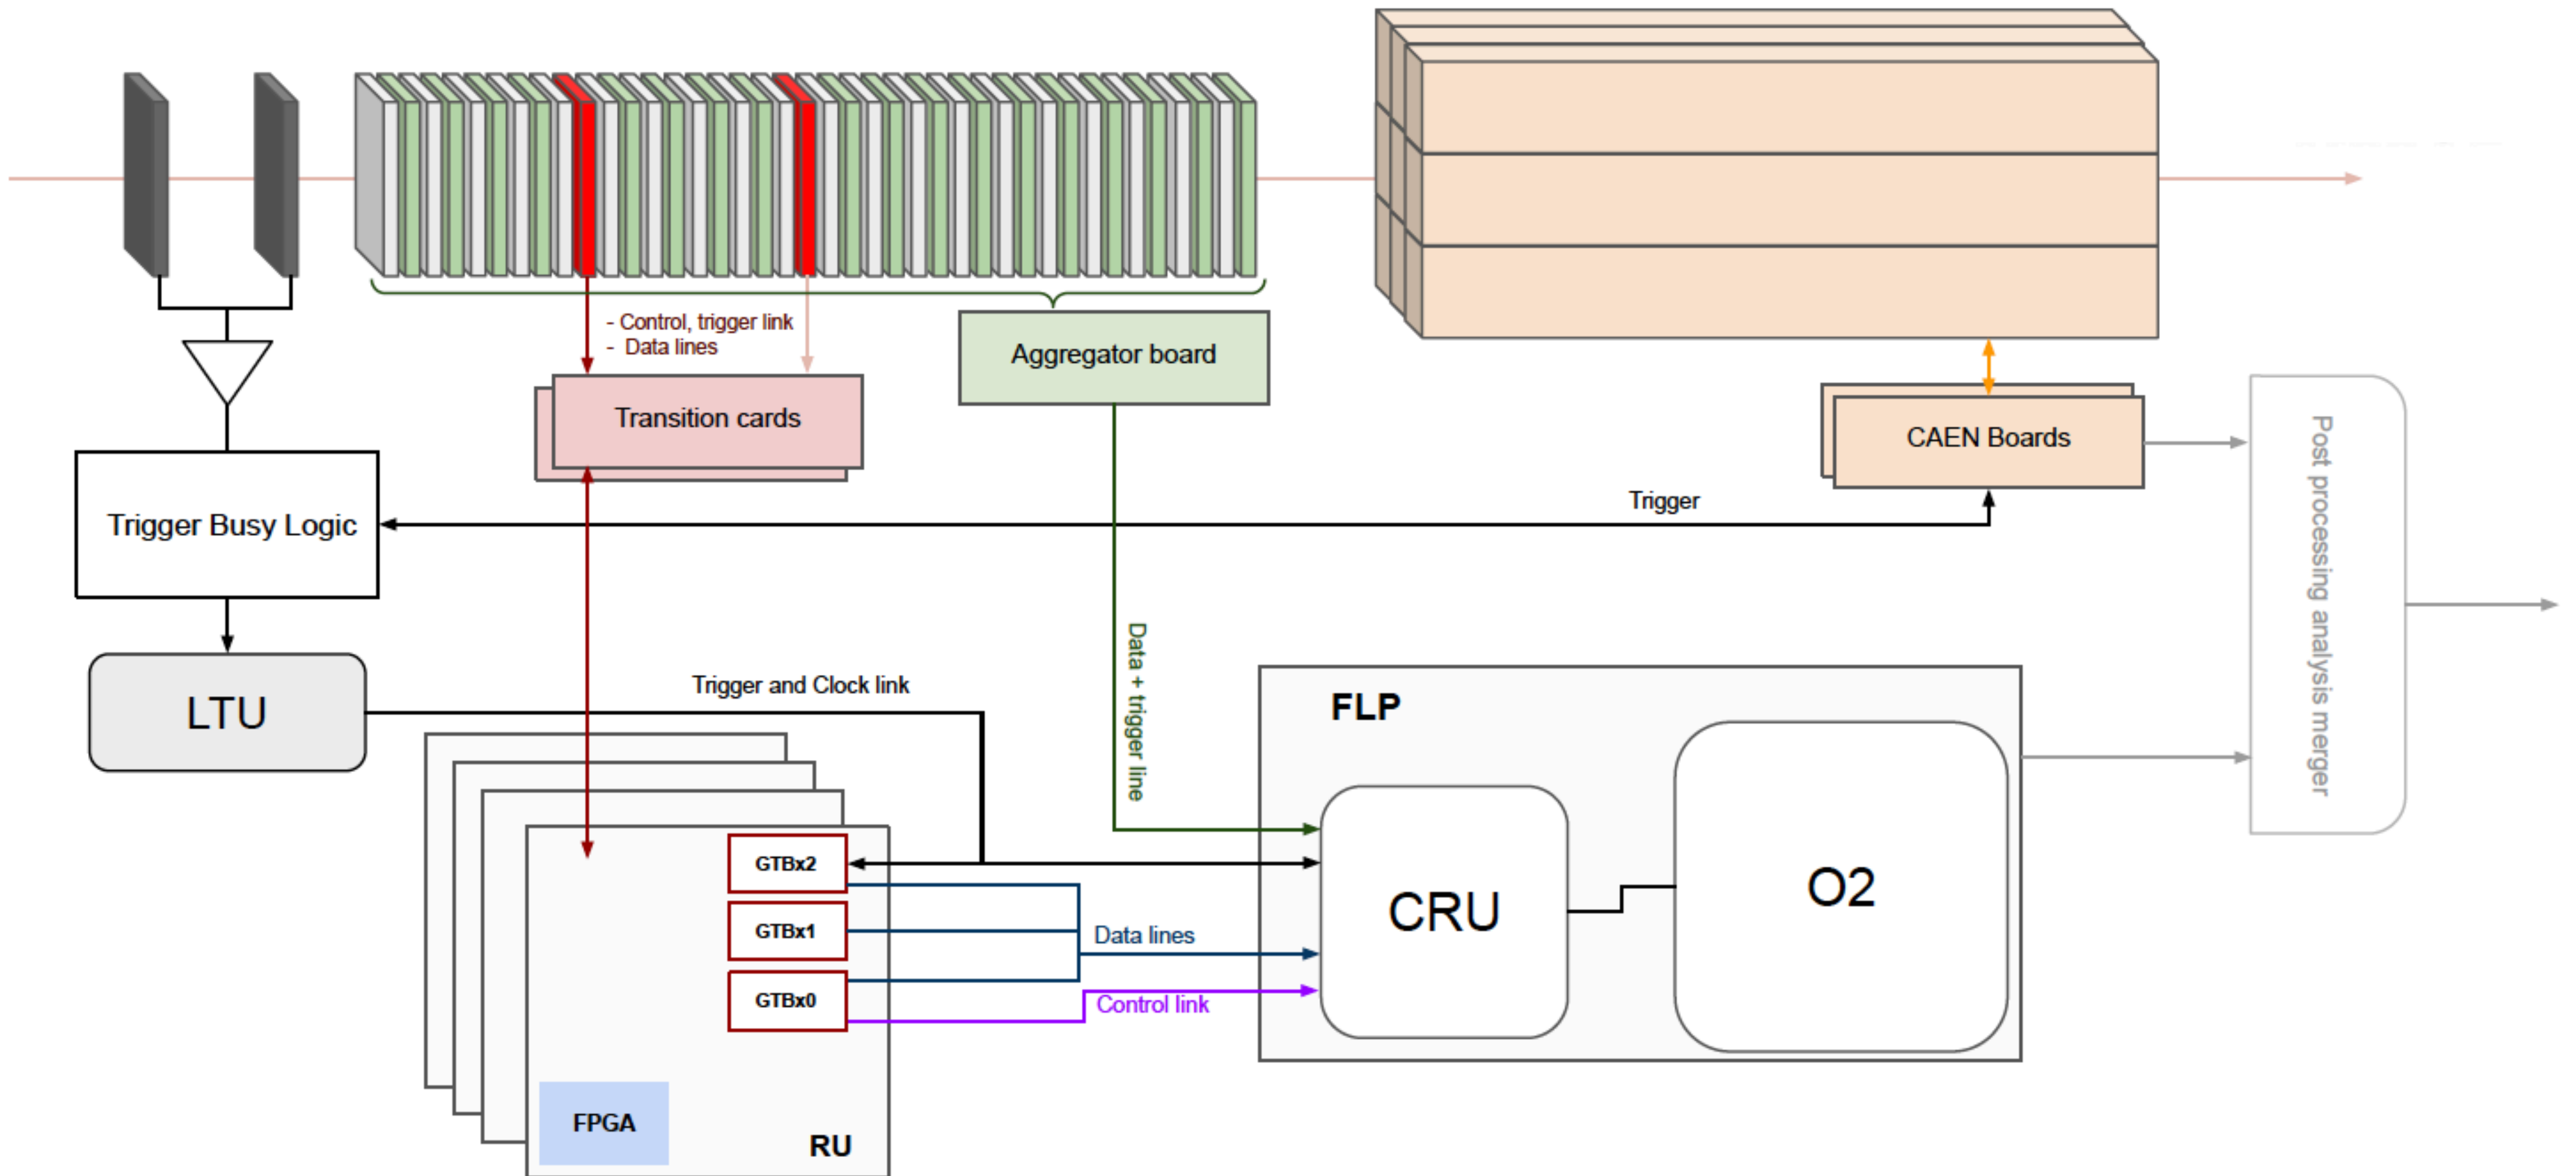 - Control, trigger link
- Data lines
Aggregator board
Transition cards
CAEN Boards
Trigger
Trigger Busy Logic
Post processing analysis merger
Data + trigger line
LTU
Trigger and Clock link
FLP
GTBx2
GTBx1
GTBx0
Data lines
Control link
CRU
O2
FPGA
RU